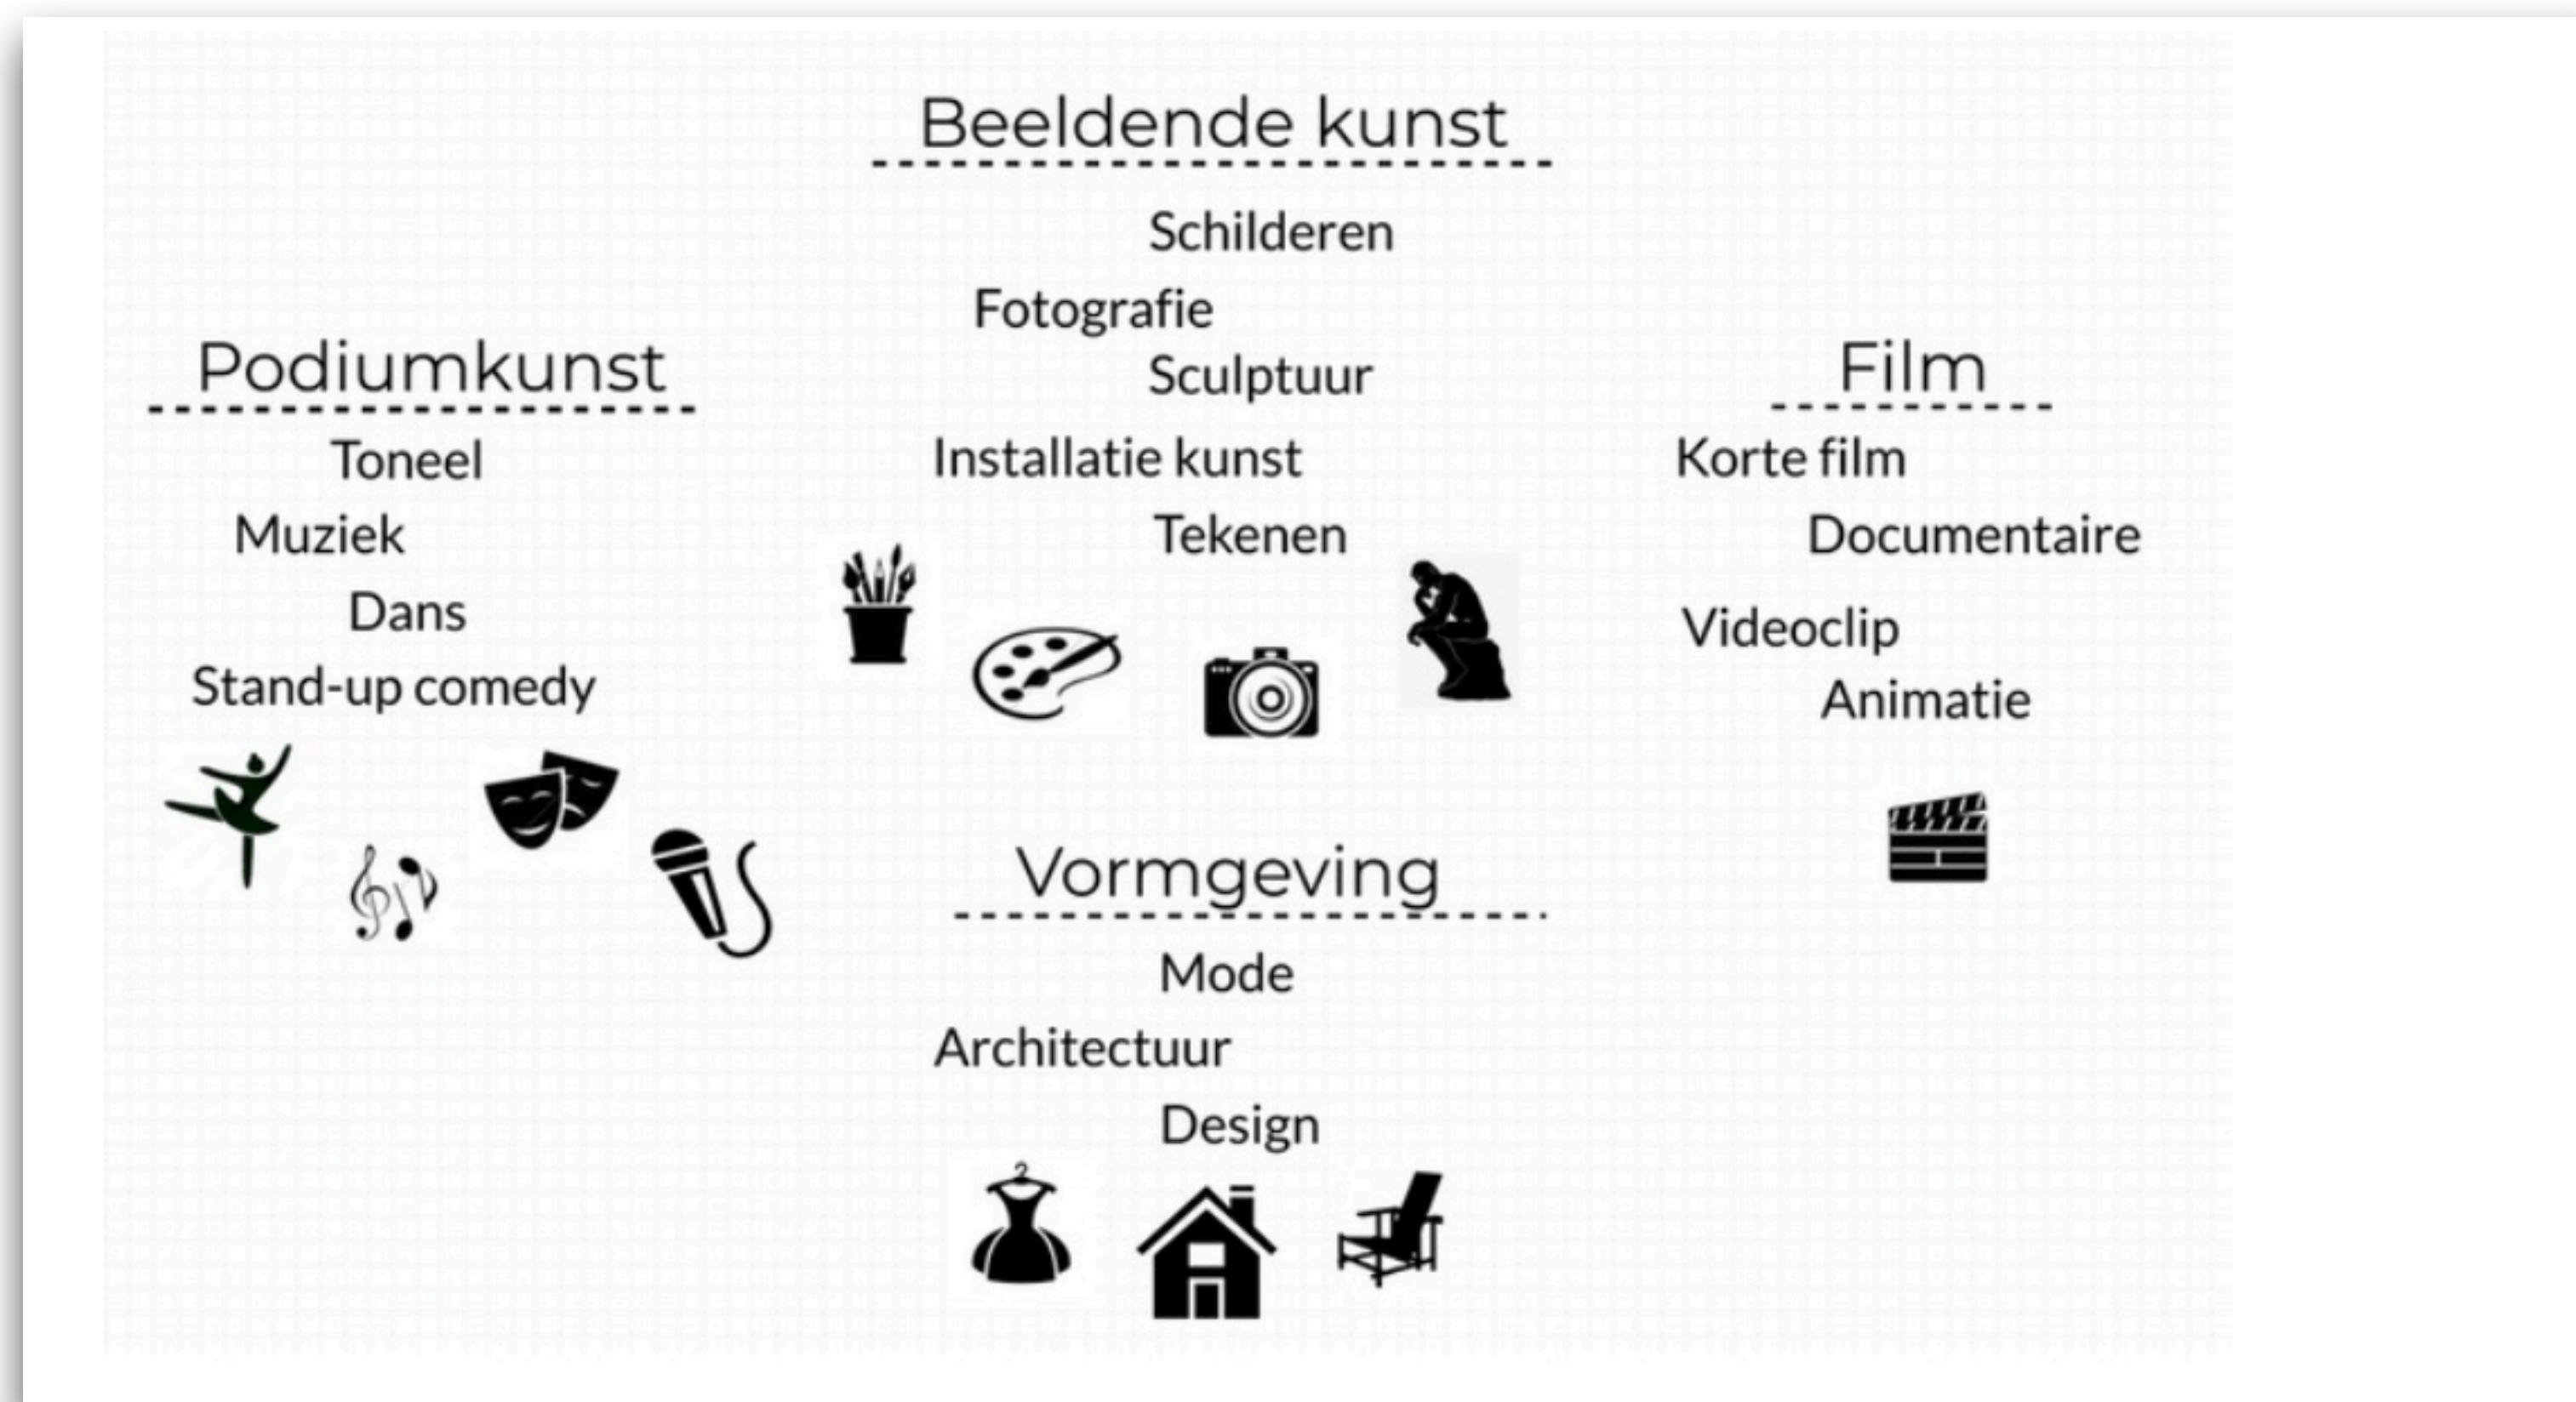 Beeldende kunst
Schilderen
Fotografie
Sculptuur
Installatie kunst
Tekenen
Podiumkunst
Toneel
Muziek
Dans
Stand-up comedy
Film
Korte film
Documentaire
Videoclip
Animatie
Vormgeving
Mode
Architectuur
Design